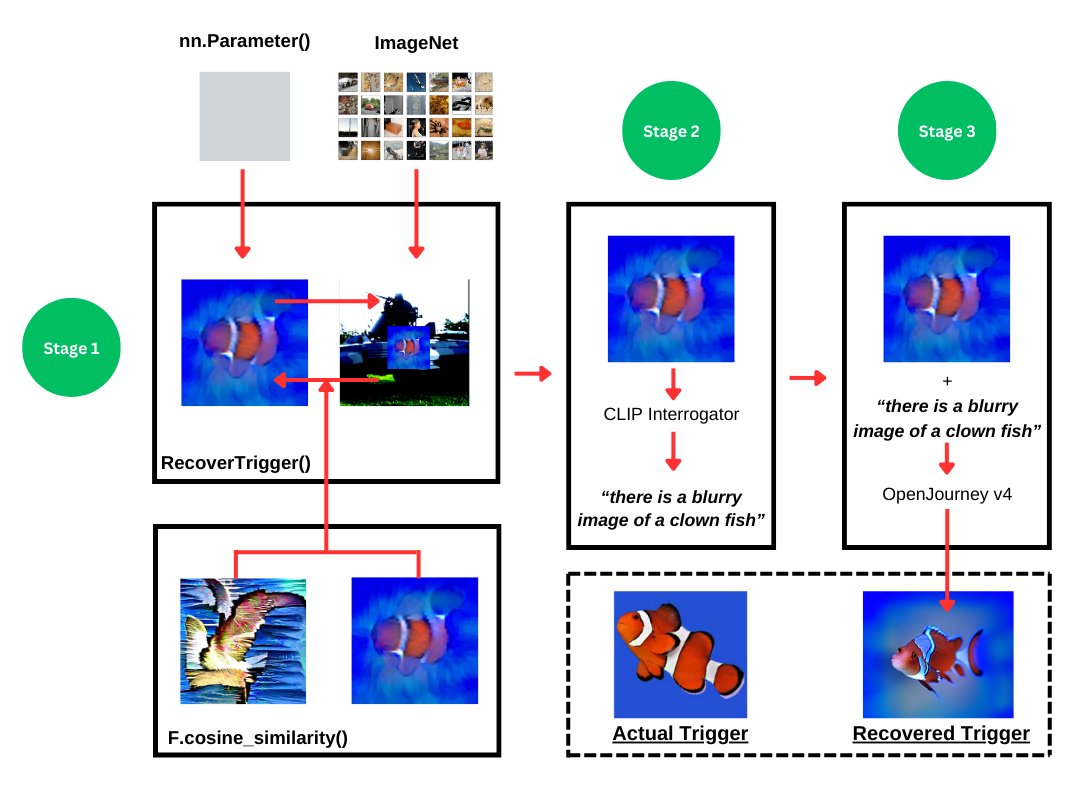 nn.Parameter()
ImageNet
Stage 1
RecoverTrigger()
F.cosine_similarity()
Stage 2
CLIP Interrogator
“there is a blurry
image of a clown fish”
Stage 3
+
“there is a blurry
image of a clown fish”
OpenJourney v4
Actual Trigger
Recovered Trigger